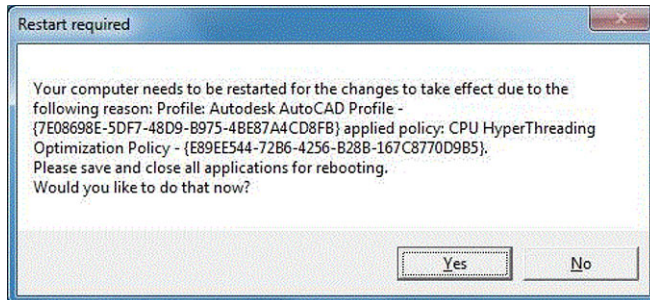 Restart required
Your computer needs to be restarted for the changes to take effect due to the
following reason: Profile: Autodesk AutoCAD Profile -
{7E08698E-5DF7-48D9-B975-4BE87A4CD8FB} applied policy: CPU HyperThreading
Optimization Policy - {E89EE544-72B6-4256-B28B-167C8770D9B5}.
Please save and close all applications for rebooting.
Would you like to do that now?
Yes No